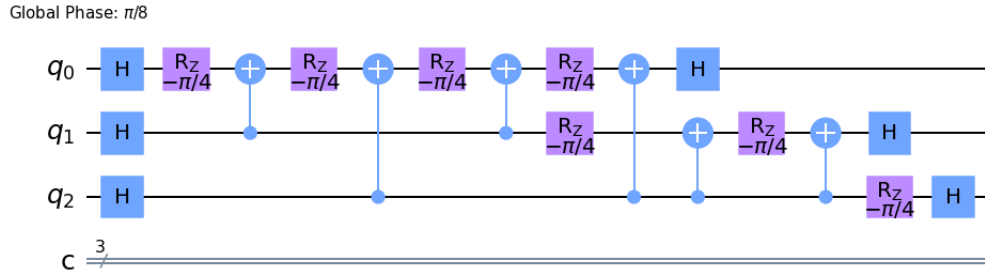 Global Phase: π/8
q₀ H R_Z −π/4 R_Z −π/4 R_Z −π/4 R_Z −π/4 H
q₁ H R_Z −π/4 R_Z −π/4 H
q₂ H R_Z −π/4 H
3
c